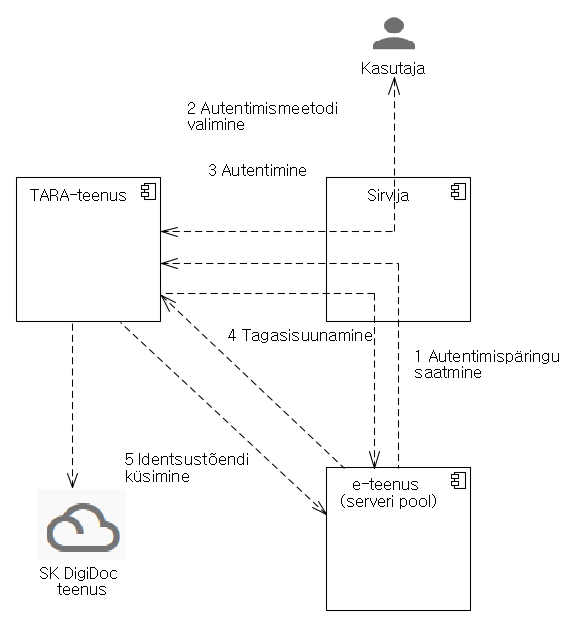 Kasutaja
2 Autentimismeetodi
valimine
3 Autentimine
TARA-teenus
Sirvija
4 Tagasisuunamine
1 Autentimispäringu
saatmine
5 Identsustõendi
küsimine
e-teenus
(serveri pool)
SK DigiDoc
teenus